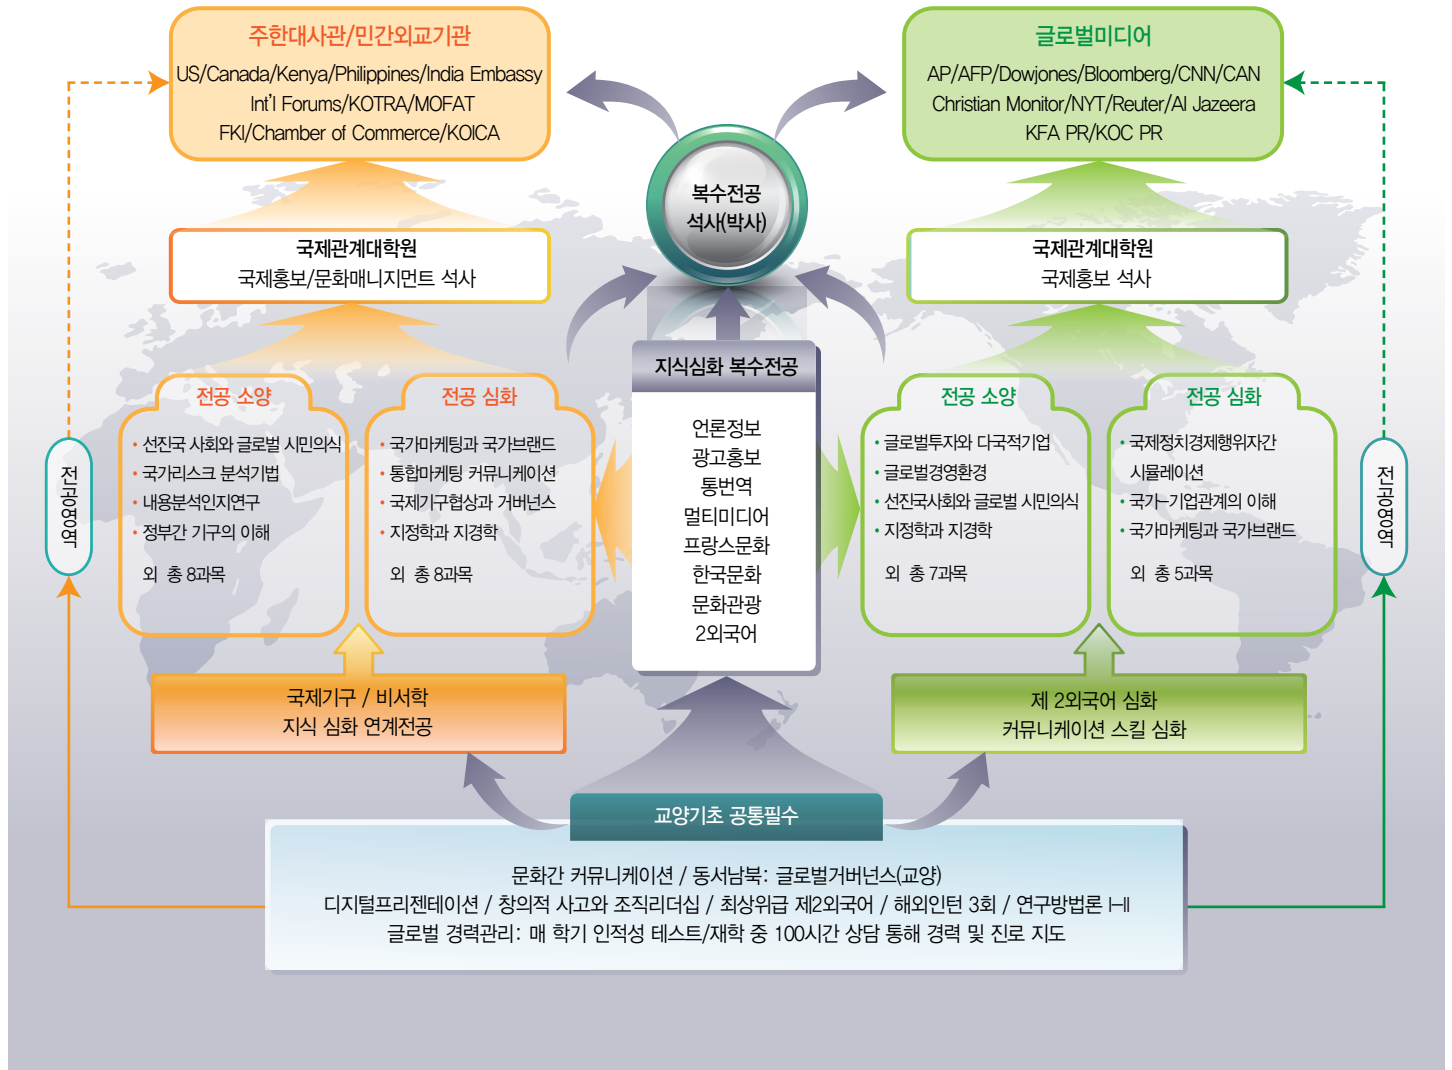 주한대사관/민간외교기관
US/Canada/Kenya/Philippines/India Embassy
Int'l Forums/KOTRA/MOFAT
FKI/Chamber of Commerce/KOICA
글로벌미디어
AP/AFP/Dowjones/Bloomberg/CNN/CAN
Christian Monitor/NYT/Reuter/Al Jazeera
KFA PR/KOC PR
복수전공
석사(박사)
국제관계대학원
국제홍보/문화매니지먼트 석사
국제관계대학원
국제홍보 석사
지식심화 복수전공
언론정보
광고홍보
통번역
멀티미디어
프랑스문화
한국문화
문화관광
2외국어
전공영역
전공 소양
• 선진국 사회와 글로벌 시민의식
• 국가리스크 분석기법
• 내용분석인지연구
• 정부간 기구의 이해
외 총 8과목
전공 심화
• 국가마케팅과 국가브랜드
• 통합마케팅 커뮤니케이션
• 국제기구협상과 거버넌스
• 지정학과 지경학
외 총 8과목
전공 소양
• 글로벌투자와 다국적기업
• 글로벌경영환경
• 선진국사회와 글로벌 시민의식
• 지정학과 지경학
외 총 7과목
전공 심화
• 국제정치경제행위자간
시뮬레이션
• 국가-기업관계의 이해
• 국가마케팅과 국가브랜드
외 총 5과목
전공영역
국제기구 / 비서학
지식 심화 연계전공
제 2외국어 심화
커뮤니케이션 스킬 심화
교양기초 공통필수
문화간 커뮤니케이션 / 동서남북: 글로벌거버넌스(교양)
디지털프리젠테이션 / 창의적 사고와 조직리더십 / 최상위급 제2외국어 / 해외인턴 3회 / 연구방법론 I-II
글로벌 경력관리: 매 학기 인적성 테스트/재학 중 100시간 상담 통해 경력 및 진로 지도